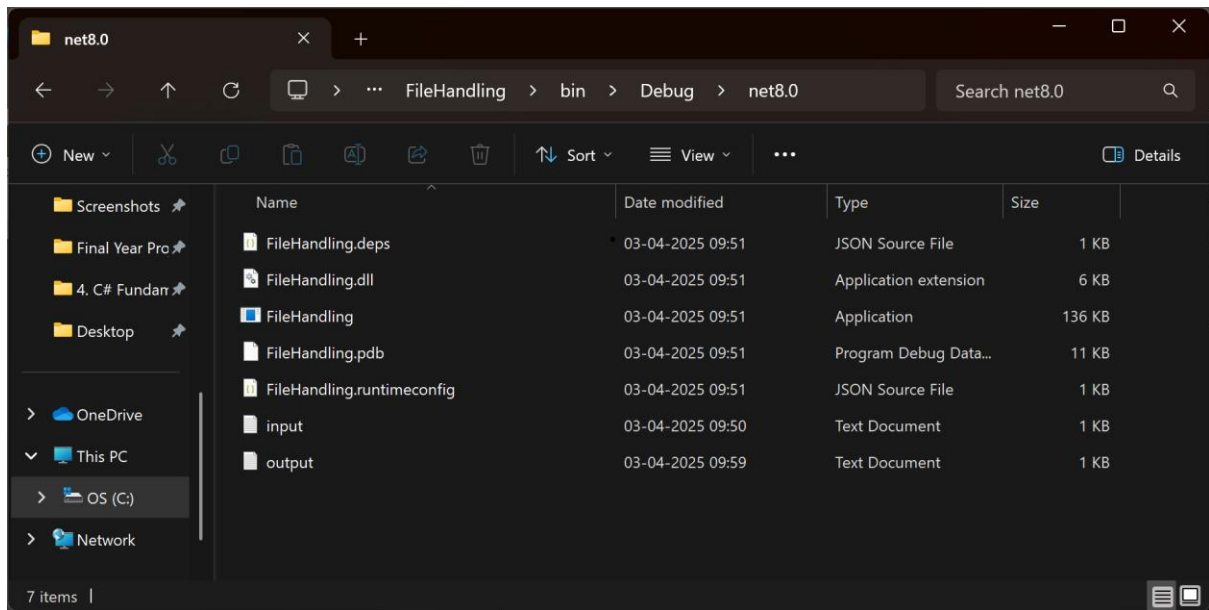 net8.0
FileHandling > bin > Debug > net8.0
Search net8.0
New
Sort
View
Details
Screenshots
Final Year Pro
4. C# Fundam
Desktop
OneDrive
This PC
OS (C:)
Network
Name Date modified Type Size
FileHandling.deps 03-04-2025 09:51 JSON Source File 1 KB
FileHandling.dll 03-04-2025 09:51 Application extension 6 KB
FileHandling 03-04-2025 09:51 Application 136 KB
FileHandling.pdb 03-04-2025 09:51 Program Debug Data... 11 KB
FileHandling.runtimeconfig 03-04-2025 09:51 JSON Source File 1 KB
input 03-04-2025 09:50 Text Document 1 KB
output 03-04-2025 09:59 Text Document 1 KB
7 items